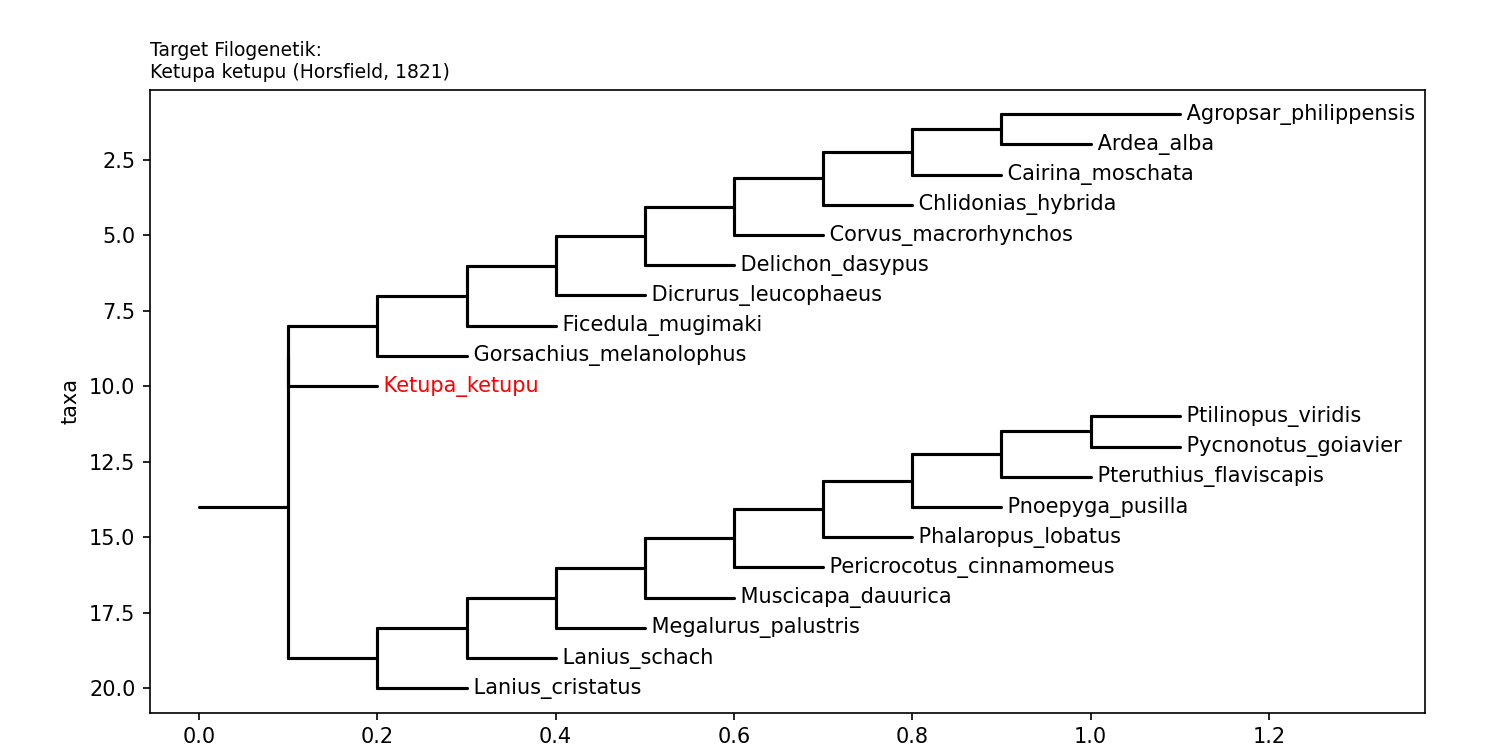 Target Filogenetik:
Ketupa ketupu (Horsfield, 1821)
Agropsar_philippensis
Ardea_alba
2.5
Cairina_moschata
Chlidonias_hybrida
5.0
Corvus_macrorhynchos
Delichon_dasypus
Dicrurus_leucophaeus
7.5
Ficedula_mugimaki
Gorsachius_melanolophus
10.0
Ketupa_ketupu
taxa
Ptilinopus_viridis
Pycnonotus_goiavier
12.5
Pteruthius_flaviscapis
Pnoepyga_pusilla
15.0
Phalaropus_lobatus
Pericrocotus_cinnamomeus
Muscicapa_dauurica
17.5
Megalurus_palustris
Lanius_schach
20.0
Lanius_cristatus
0.0 0.2 0.4 0.6 0.8 1.0 1.2